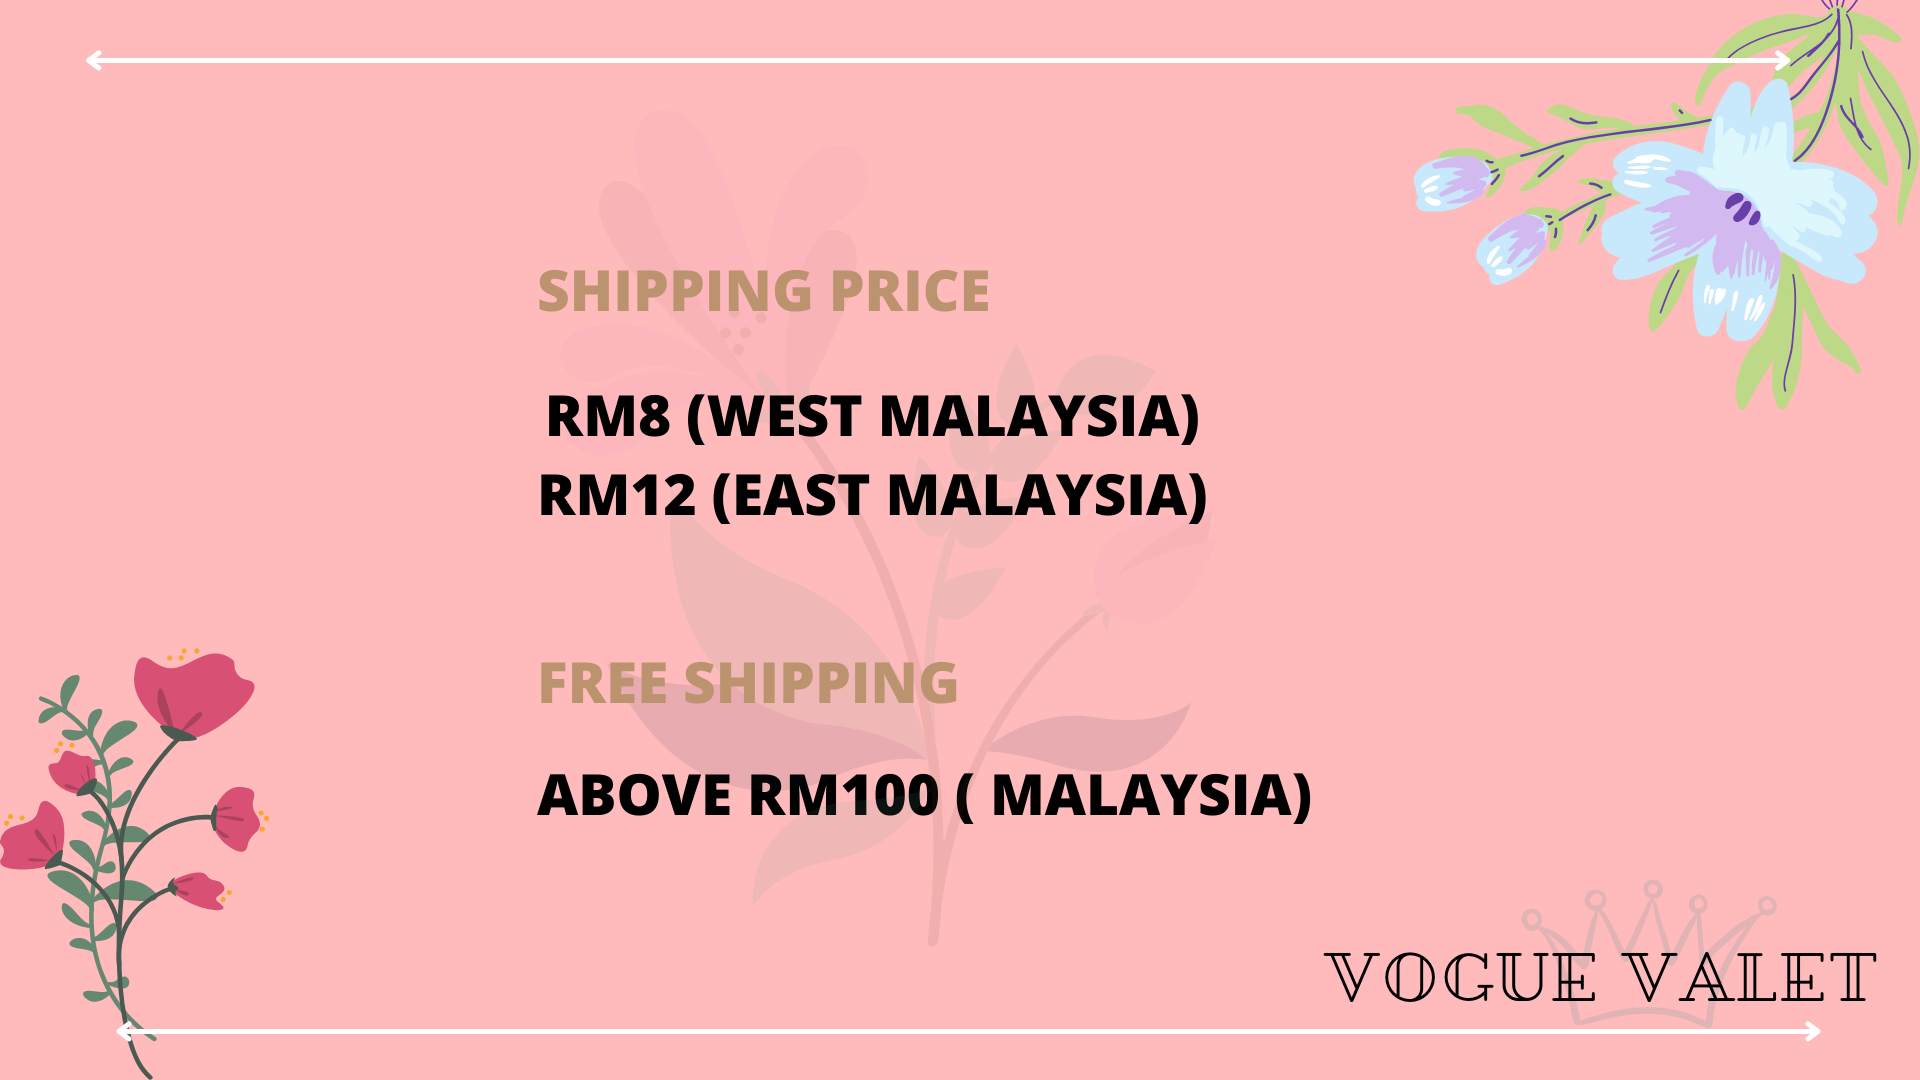 SHIPPING PRICE
RM8 (WEST MALAYSIA)
RM12 (EAST MALAYSIA)
FREE SHIPPING
ABOVE RM100 ( MALAYSIA)
VOGUE VALET